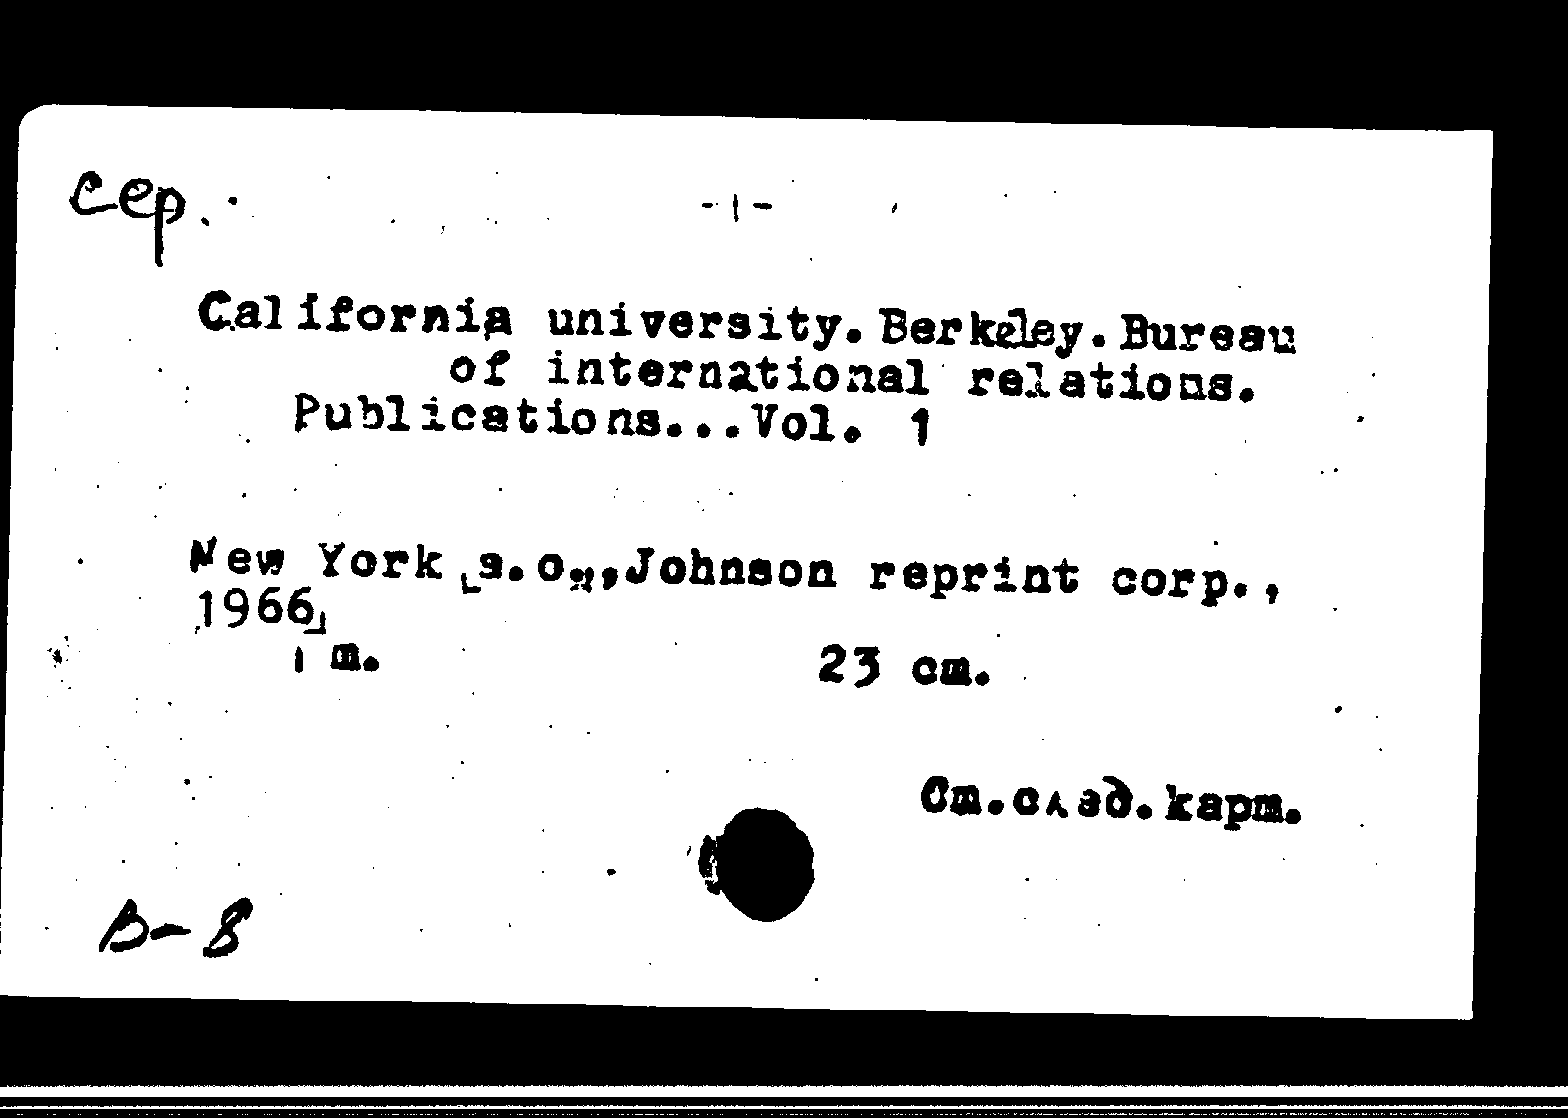 сер.
- 1 -
California university. Berkeley. Bureau
of international relations.
Publications...Vol. 1
New York [a.o.], Johnson reprint corp.,
1966]
1 т. 23 см.
См.след.карт.
B-8